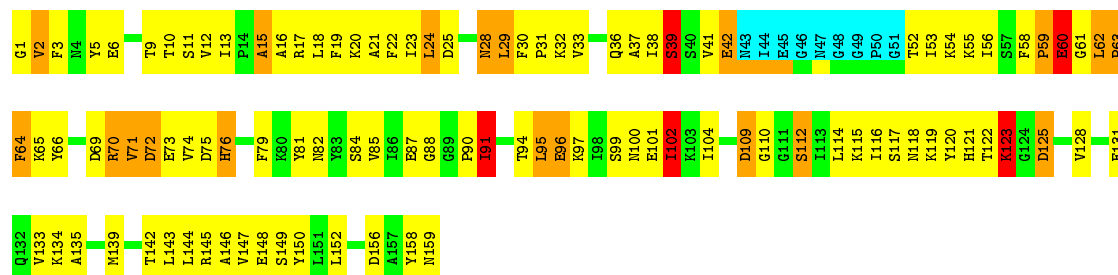 G1 V2 F3 N4 Y5 E6 T9 T10 S11 V12 I13 P14 A15 A16 R17 L18 F19 K20 A21 F22 I23 L24 D25 N28 L29 F30 P31 K32 V33 Q36 A37 I38 S39 S40 V41 E42 N43 I44 E45 G46 N47 G48 G49 P50 G51 T52 I53 K54 K55 I56 S57 F58 P59 E60 G61 L62 P63
F64 K65 Y66 D69 R70 V71 D72 E73 V74 D75 H76 F79 K80 Y81 N82 Y83 S84 V85 I86 E87 G88 G89 P90 I91 T94 L95 E96 K97 I98 S99 N100 E101 I102 K103 I104 D109 G110 G111 S112 I113 L114 K115 I116 S117 N118 K119 Y120 H121 T122 K123 G124 D125 V128 E131
Q132 V133 K134 A135 M139 T142 L143 L144 R145 A146 V147 E148 S149 Y150 L151 L152 D156 A157 Y158 N159